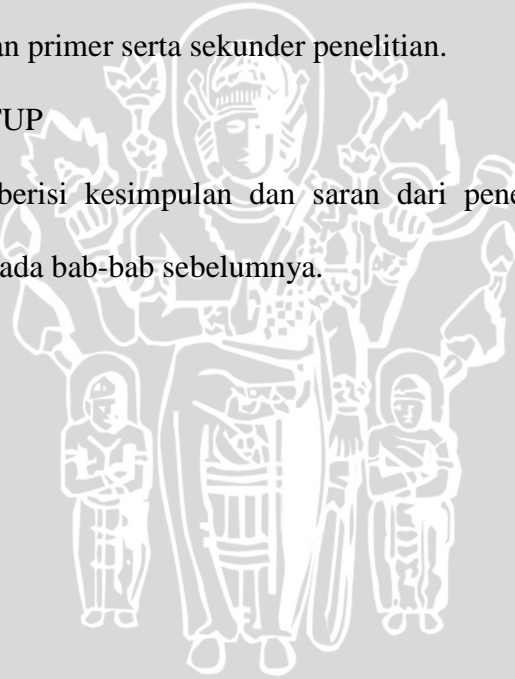 an primer serta sekunder penelitian.
TUP
berisi kesimpulan dan saran dari pene
ada bab-bab sebelumnya.